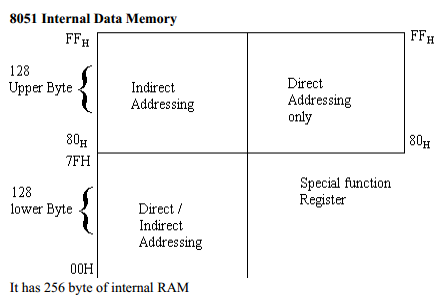 8051 Internal Data Memory
FFH
FFH
128
Upper Byte
Indirect
Addressing
Direct
Addressing
only
80H
80H
7FH
128
lower Byte
Direct /
Indirect
Addressing
Special function
Register
00H
It has 256 byte of internal RAM